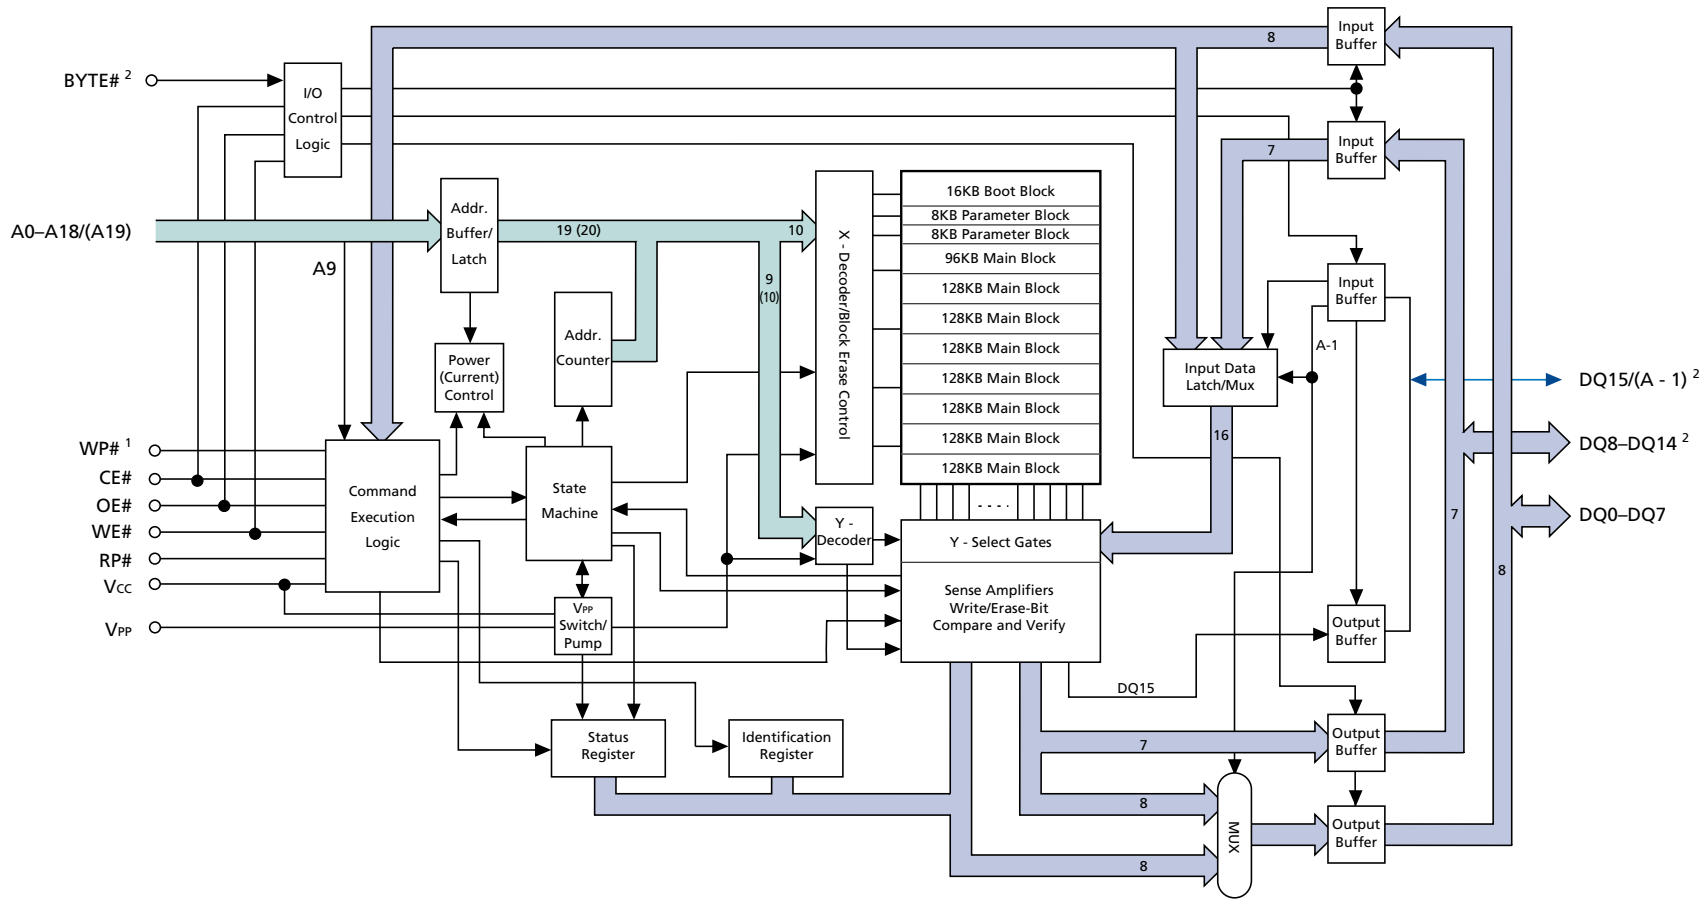 BYTE# 2
I/O
Control
Logic
A0–A18/(A19)
A9
Addr.
Buffer/
Latch
19 (20)
10
9
(10)
Addr.
Counter
Power
(Current)
Control
X - Decoder/Block Erase Control
16KB Boot Block
8KB Parameter Block
8KB Parameter Block
96KB Main Block
128KB Main Block
128KB Main Block
128KB Main Block
128KB Main Block
128KB Main Block
128KB Main Block
128KB Main Block
8
Input
Buffer
7
Input
Buffer
Input
Buffer
A-1
Input Data
Latch/Mux
16
DQ15/(A - 1) 2
DQ8–DQ14 2
DQ0–DQ7
7
8
WP# 1
CE#
OE#
WE#
RP#
VCC
VPP
Command
Execution
Logic
State
Machine
VPP
Switch/
Pump
Y -
Decoder
Y - Select Gates
Sense Amplifiers
Write/Erase-Bit
Compare and Verify
Output
Buffer
DQ15
Status
Register
Identification
Register
7
Output
Buffer
8
MUX
Output
Buffer
8